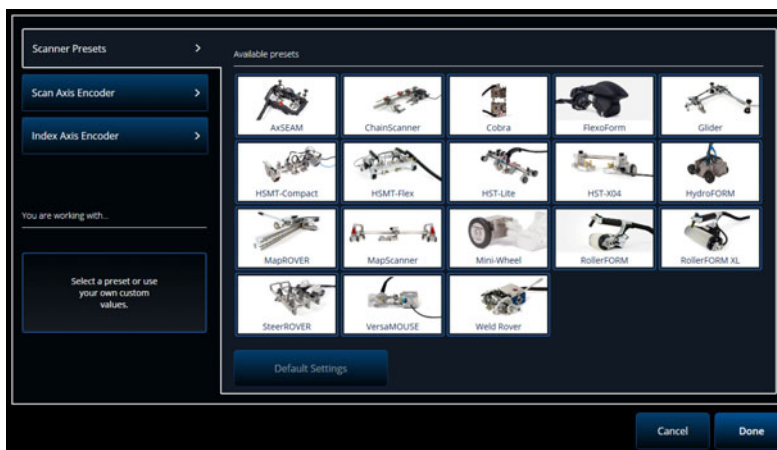 Scanner Presets
Scan Axis Encoder
Index Axis Encoder
You are working with...
Select a preset or use
your own custom
values.
Available presets
AxSEAM
ChainScanner
Cobra
FlexoForm
Glider
HSMT-Compact
HSMT-Flex
HST-Lite
HST-X04
HydroFORM
MapROVER
MapScanner
Mini-Wheel
RollerFORM
RollerFORM XL
SteerROVER
VersaMOUSE
Weld Rover
Default Settings
Cancel
Done